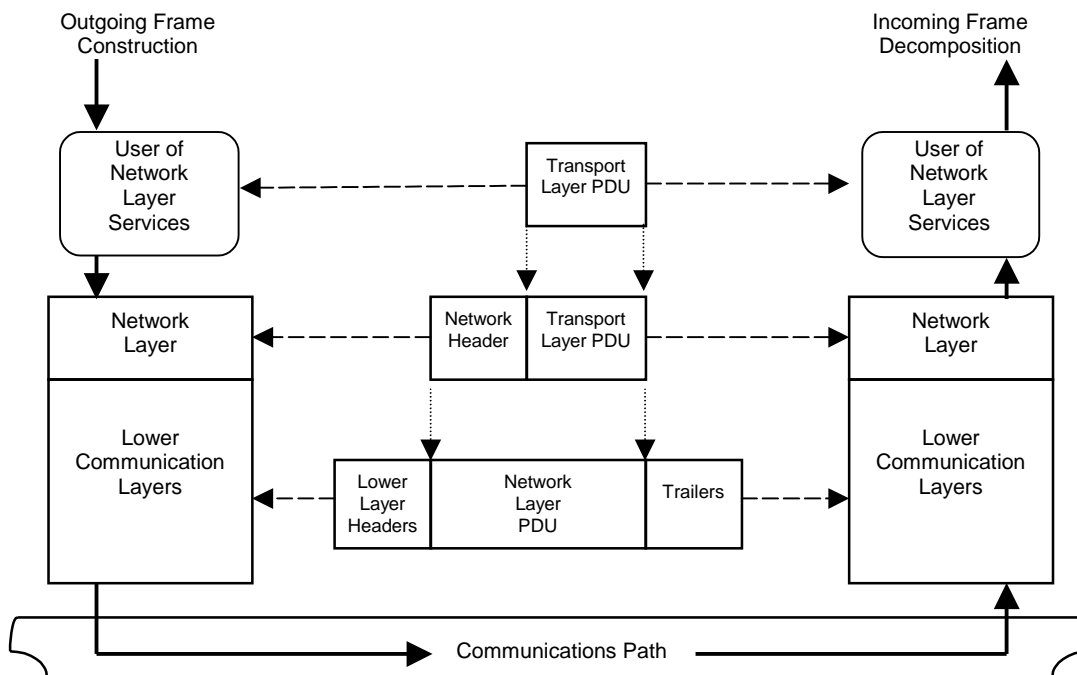 Outgoing Frame
Construction
Incoming Frame
Decomposition
User of
Network
Layer
Services
Transport
Layer PDU
User of
Network
Layer
Services
Network
Layer
Network
Header
Transport
Layer PDU
Network
Layer
Lower
Communication
Layers
Lower
Layer
Headers
Network
Layer
PDU
Trailers
Lower
Communication
Layers
Communications Path